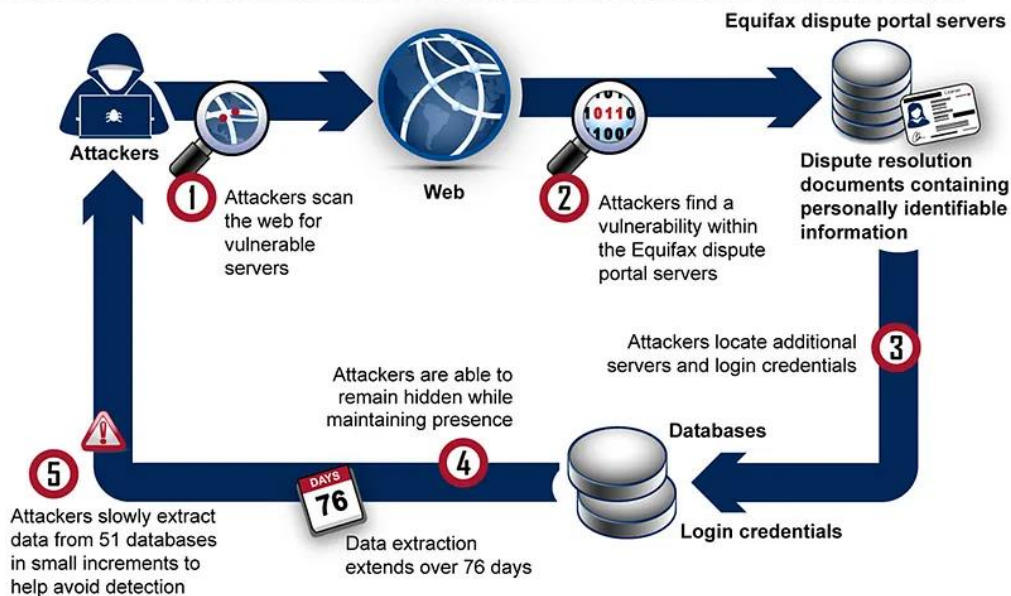 Equifax dispute portal servers
10110
100
Attackers
Web
1
Attackers scan
the web for
vulnerable
servers
2
Attackers find a
vulnerability within
the Equifax dispute
portal servers
Dispute resolution
documents containing
personally identifiable
information
Attackers locate additional
servers and login credentials
3
Attackers are able to
remain hidden while
maintaining presence
4
Databases
Login credentials
DAYS
76
Data extraction
extends over 76 days
5
Attackers slowly extract
data from 51 databases
in small increments to
help avoid detection